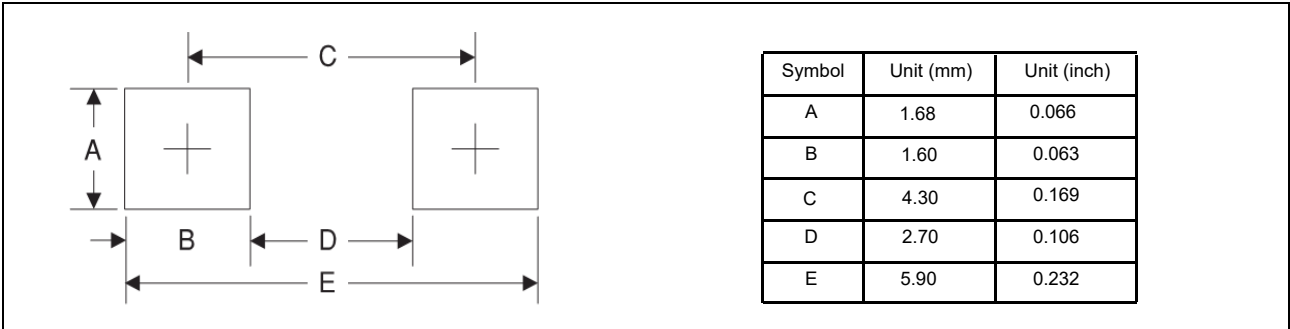 C
A
B
D
E
Symbol Unit (mm) Unit (inch)
A 1.68 0.066
B 1.60 0.063
C 4.30 0.169
D 2.70 0.106
E 5.90 0.232